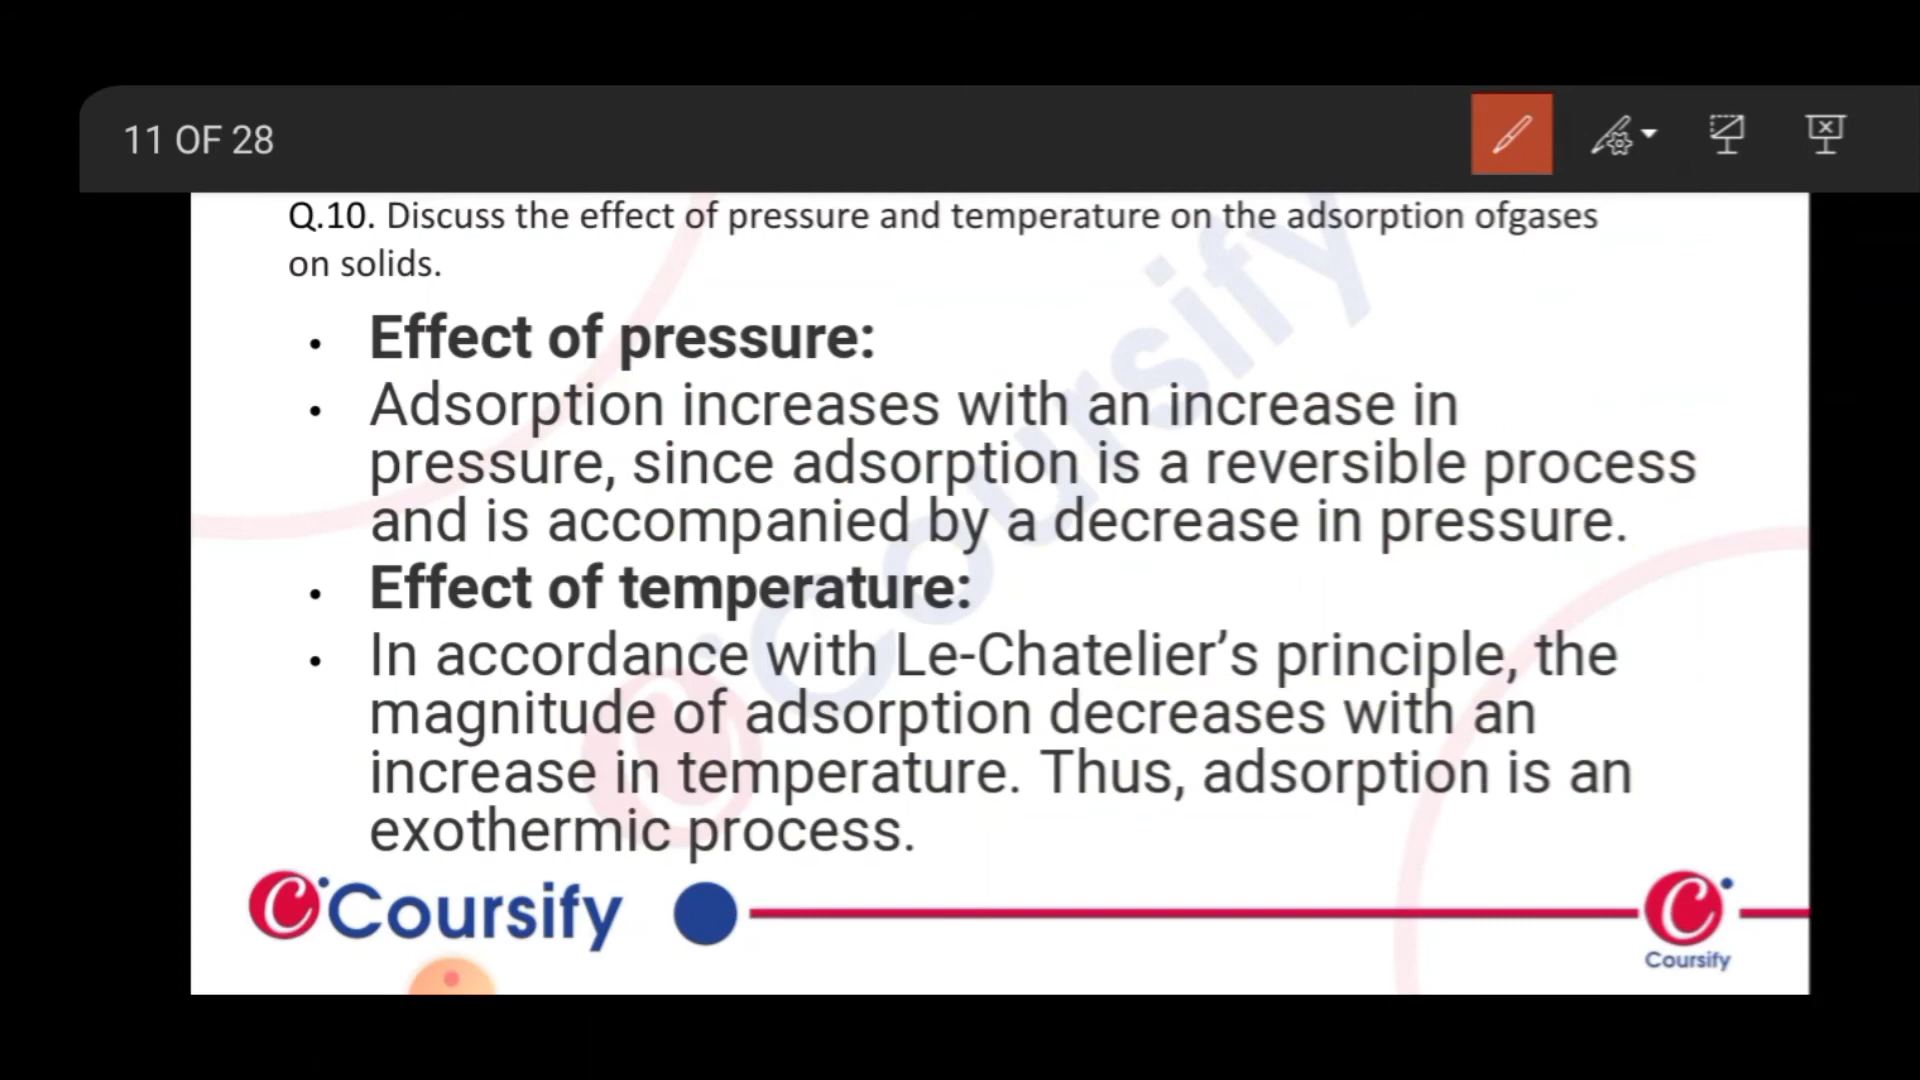 11 OF 28
Q.10. Discuss the effect of pressure and temperature on the adsorption ofgases
on solids.
• Effect of pressure:
• Adsorption increases with an increase in
pressure, since adsorption is a reversible process
and is accompanied by a decrease in pressure.
• Effect of temperature:
• In accordance with Le-Chatelier’s principle, the
magnitude of adsorption decreases with an
increase in temperature. Thus, adsorption is an
exothermic process.
Coursify
Coursify
Coursify